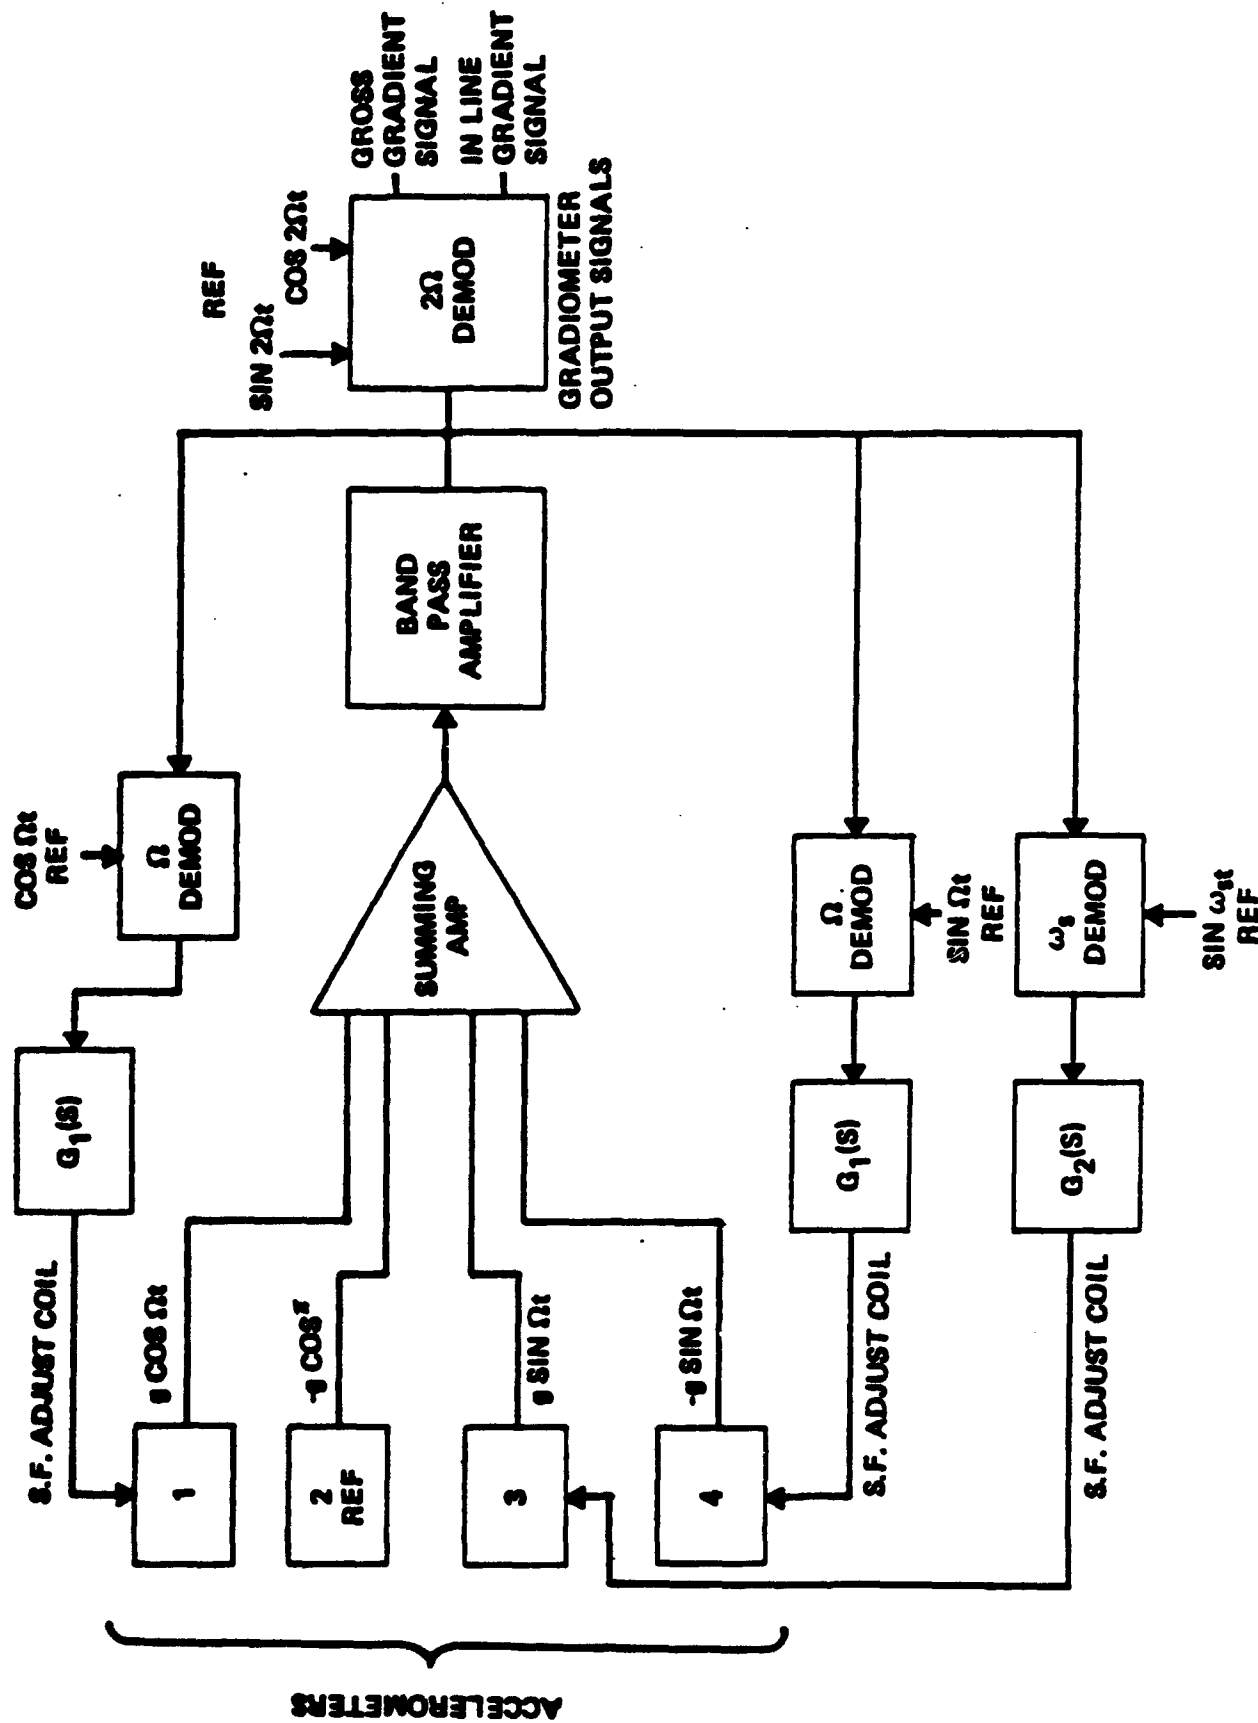 ACCELEROMETERS
S.F. ADJUST COIL
G₁(S)
COS Ωt
REF
Ω
DEMOD
1
g COS Ωt
2
REF
-g COS
3
g SIN Ωt
4
-g SIN Ωt
SUMMING
AMP
BAND
PASS
AMPLIFIER
REF
SIN 2Ωt
COS 2Ωt
2Ω
DEMOD
GROSS
GRADIENT
SIGNAL
IN LINE
GRADIENT
SIGNAL
GRADIOMETER
OUTPUT SIGNALS
S.F. ADJUST COIL
G₁(S)
Ω
DEMOD
SIN Ωt
REF
S.F. ADJUST COIL
G₂(S)
ωₛ
DEMOD
SIN ωₛt
REF